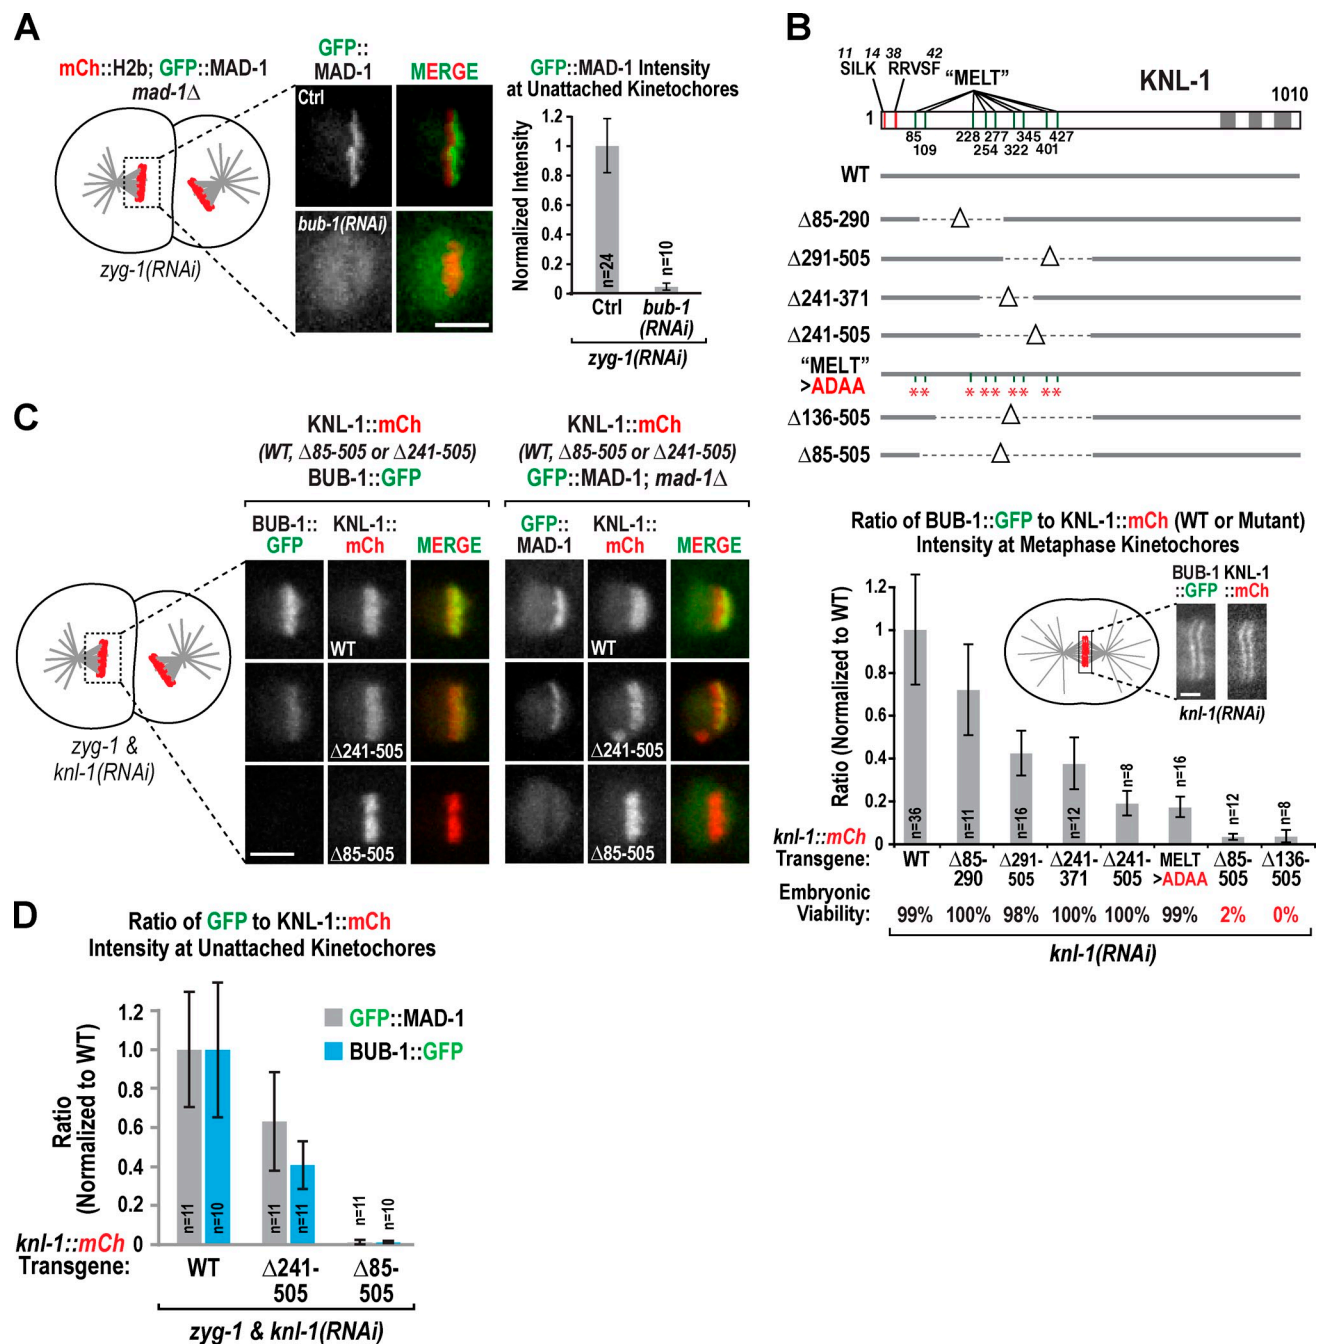 A
mCh::H2b; GFP::MAD-1
mad-1Δ
zyg-1(RNAi)
GFP::
MAD-1
MERGE
Ctrl
bub-1(RNAi)
GFP::MAD-1 Intensity
at Unattached Kinetochores
Normalized Intensity
1.2
1
0.8
0.6
0.4
0.2
0
n=24
n=10
Ctrl
bub-1
(RNAi)
zyg-1(RNAi)
B
11 14 38 42
SILK RRVSF
"MELT"
KNL-1
1010
1
85
109
228
254
277
322
345
401
427
WT
Δ85-290
Δ291-505
Δ241-371
Δ241-505
"MELT"
>ADAA
** * ** ** **
Δ136-505
Δ85-505
Ratio of BUB-1::GFP to KNL-1::mCh (WT or Mutant)
Intensity at Metaphase Kinetochores
Ratio (Normalized to WT)
1.2
1
0.8
0.6
0.4
0.2
0
BUB-1 KNL-1
::GFP ::mCh
knl-1(RNAi)
n=36
n=11
n=16
n=12
n=8
n=16
n=12
n=8
knl-1::mCh
Transgene:
WT
Δ85-
290
Δ291-
505
Δ241-
371
Δ241-
505
MELT
>ADAA
Δ85-
505
Δ136-
505
Embryonic
Viability:
99% 100% 98% 100% 100% 99% 2% 0%
knl-1(RNAi)
C
KNL-1::mCh
(WT, Δ85-505 or Δ241-505)
BUB-1::GFP
KNL-1::mCh
(WT, Δ85-505 or Δ241-505)
GFP::MAD-1; mad-1Δ
BUB-1::
GFP
KNL-1::
mCh
MERGE
GFP::
MAD-1
KNL-1::
mCh
MERGE
WT
WT
Δ241-505
Δ241-505
Δ85-505
Δ85-505
zyg-1 &
knl-1(RNAi)
D
Ratio of GFP to KNL-1::mCh
Intensity at Unattached Kinetochores
Ratio
(Normalized to WT)
1.2
1.0
0.8
0.6
0.4
0.2
0
GFP::MAD-1
BUB-1::GFP
n=11
n=10
n=11
n=11
n=11
n=10
knl-1::mCh
Transgene:
WT
Δ241-
505
Δ85-
505
zyg-1 & knl-1(RNAi)